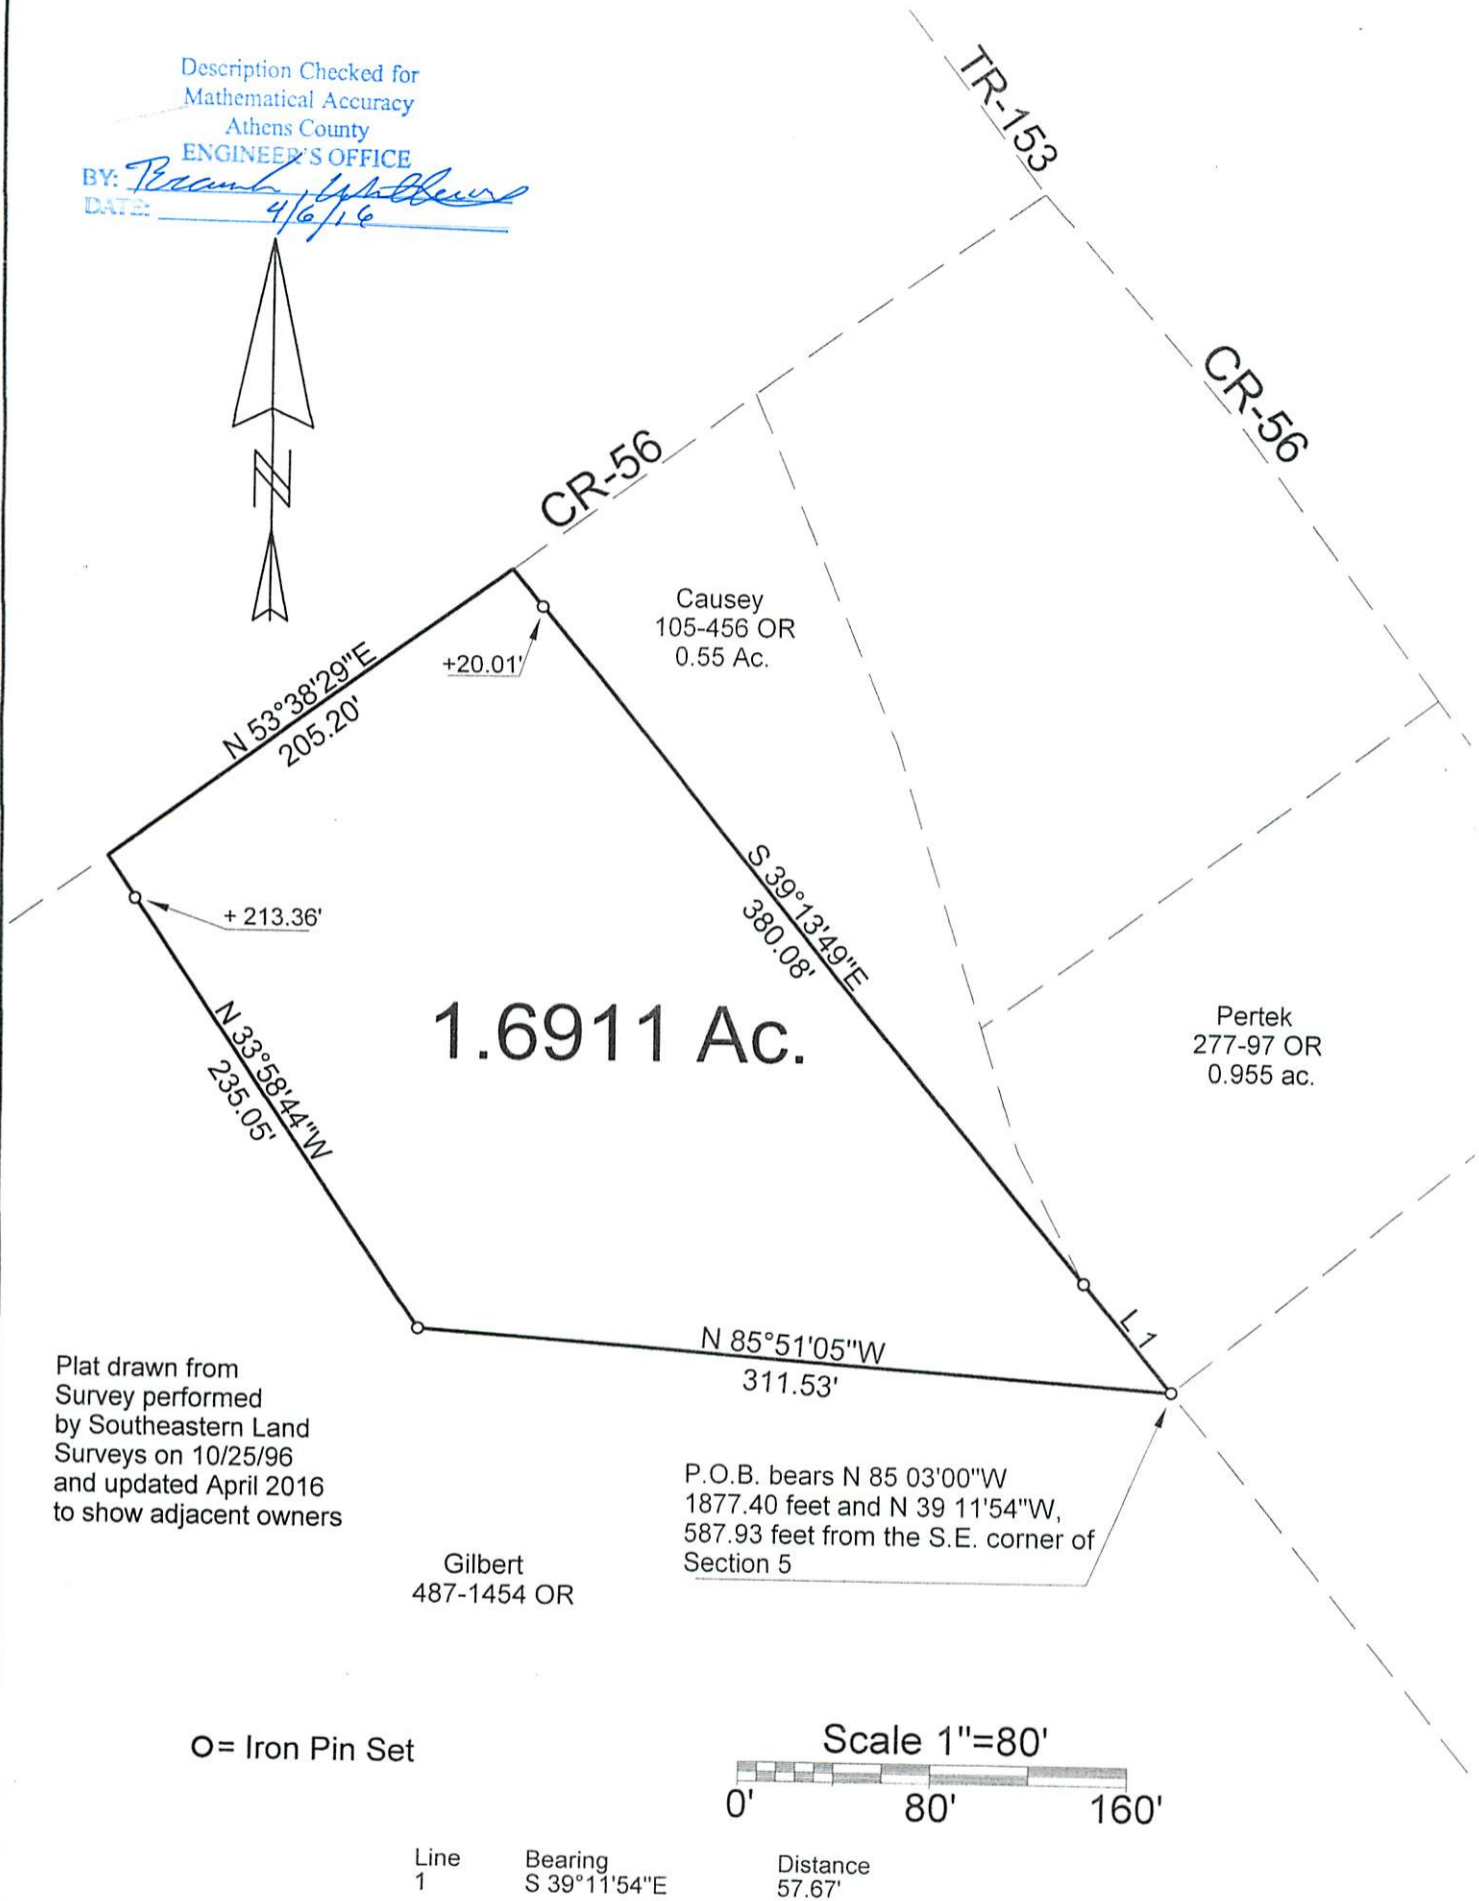 Description Checked for
Mathematical Accuracy
Athens County
ENGINEER'S OFFICE
BY:
DATE: 4/6/16
TR-153
CR-56
CR-56
N
Causey
105-456 OR
0.55 Ac.
+20.01'
N 53°38'29"E
205.20'
S 39°13'49"E
380.08'
+ 213.36'
1.6911 Ac.
N 33°58'44"W
235.05'
Pertek
277-97 OR
0.955 ac.
L 1
N 85°51'05"W
311.53'
Plat drawn from
Survey performed
by Southeastern Land
Surveys on 10/25/96
and updated April 2016
to show adjacent owners
P.O.B. bears N 85 03'00"W
1877.40 feet and N 39 11'54"W,
587.93 feet from the S.E. corner of
Section 5
Gilbert
487-1454 OR
O= Iron Pin Set
Scale 1"=80'
0' 80' 160'
Line Bearing Distance
1 S 39°11'54"E 57.67'